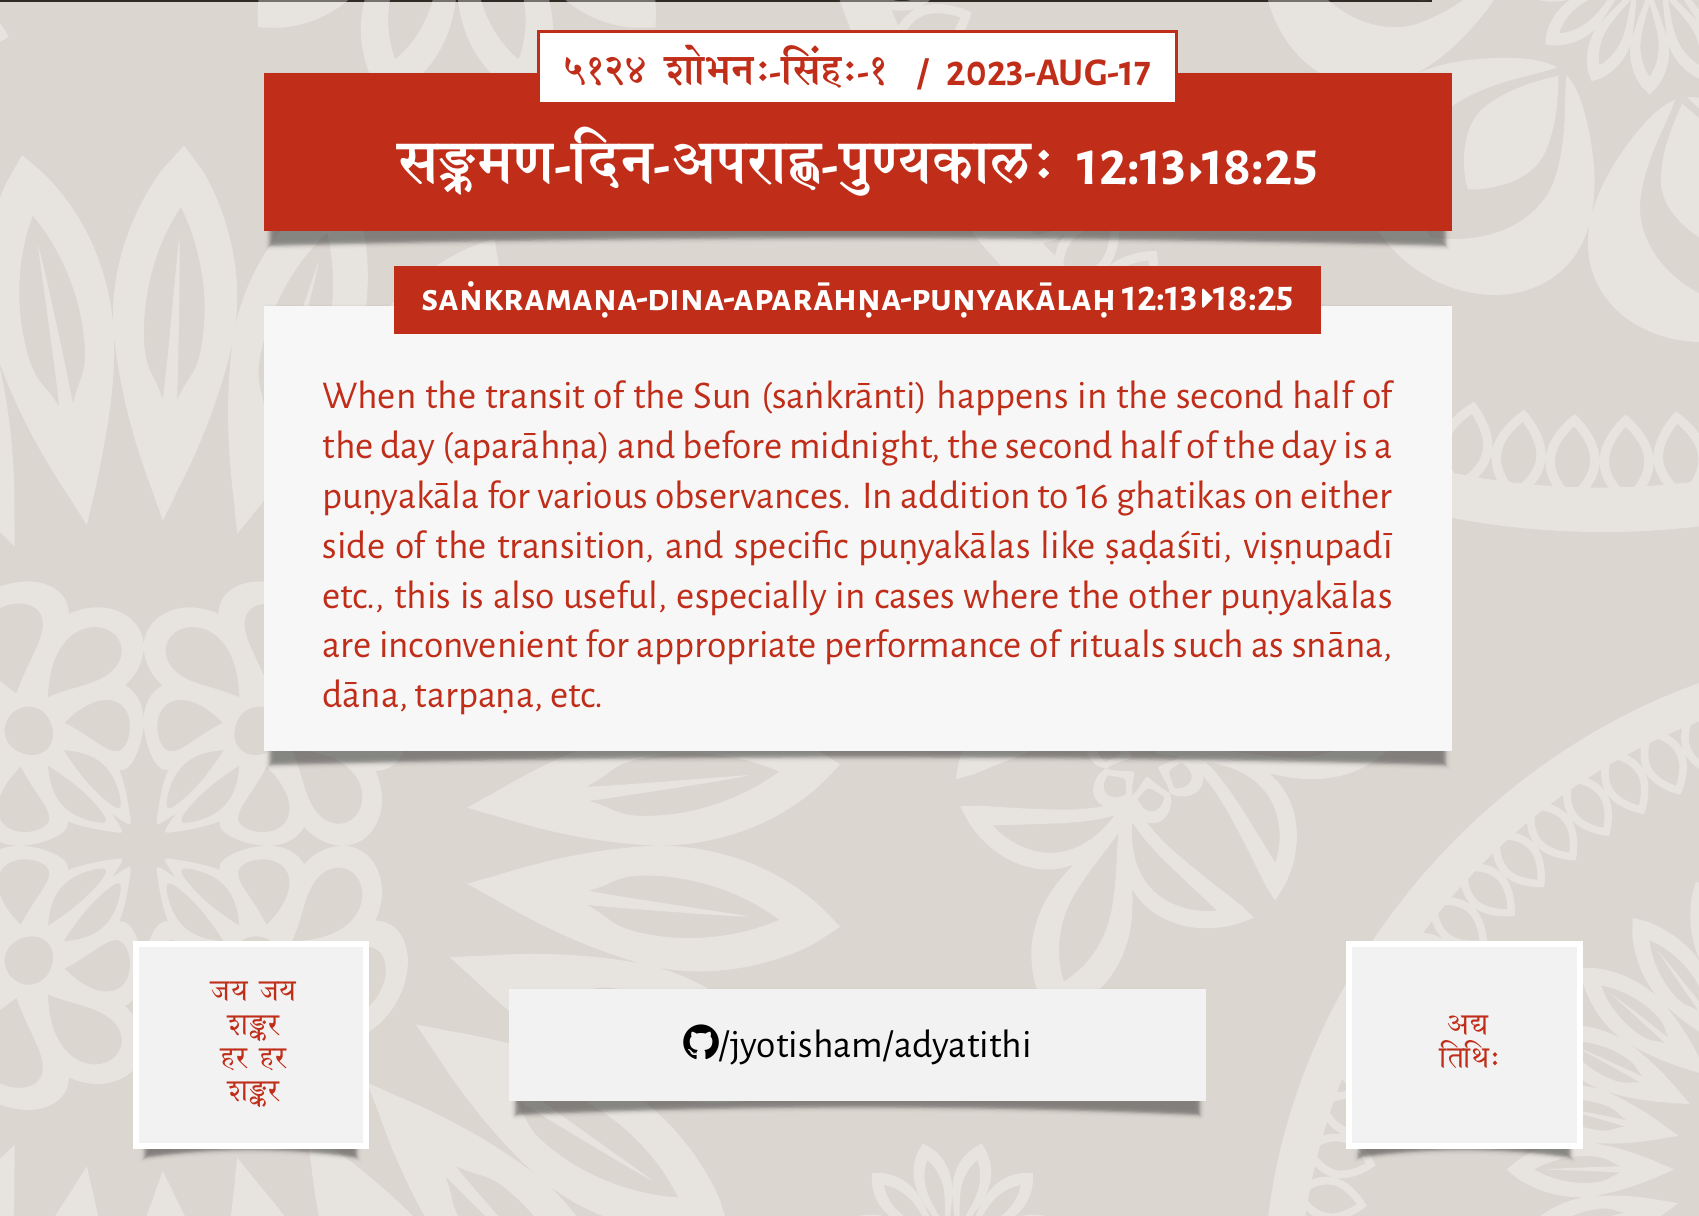 ५१२४ शोभनः-सिंहः-१ / 2023-AUG-17
सङ्क्रमण-दिन-अपराह्ण-पुण्यकालः 12:13▸18:25
SAṄKRAMAṆA-DINA-APARĀHṆA-PUṆYAKĀLAḤ 12:13▸18:25
When the transit of the Sun (saṅkrānti) happens in the second half of
the day (aparāhṇa) and before midnight, the second half of the day is a
puṇyakāla for various observances. In addition to 16 ghatikas on either
side of the transition, and specific puṇyakālas like ṣaḍaśīti, viṣṇupadī
etc., this is also useful, especially in cases where the other puṇyakālas
are inconvenient for appropriate performance of rituals such as snāna,
dāna, tarpaṇa, etc.
जय जय
शङ्कर
हर हर
शङ्कर
/jyotisham/adyatithi
अद्य
तिथिः